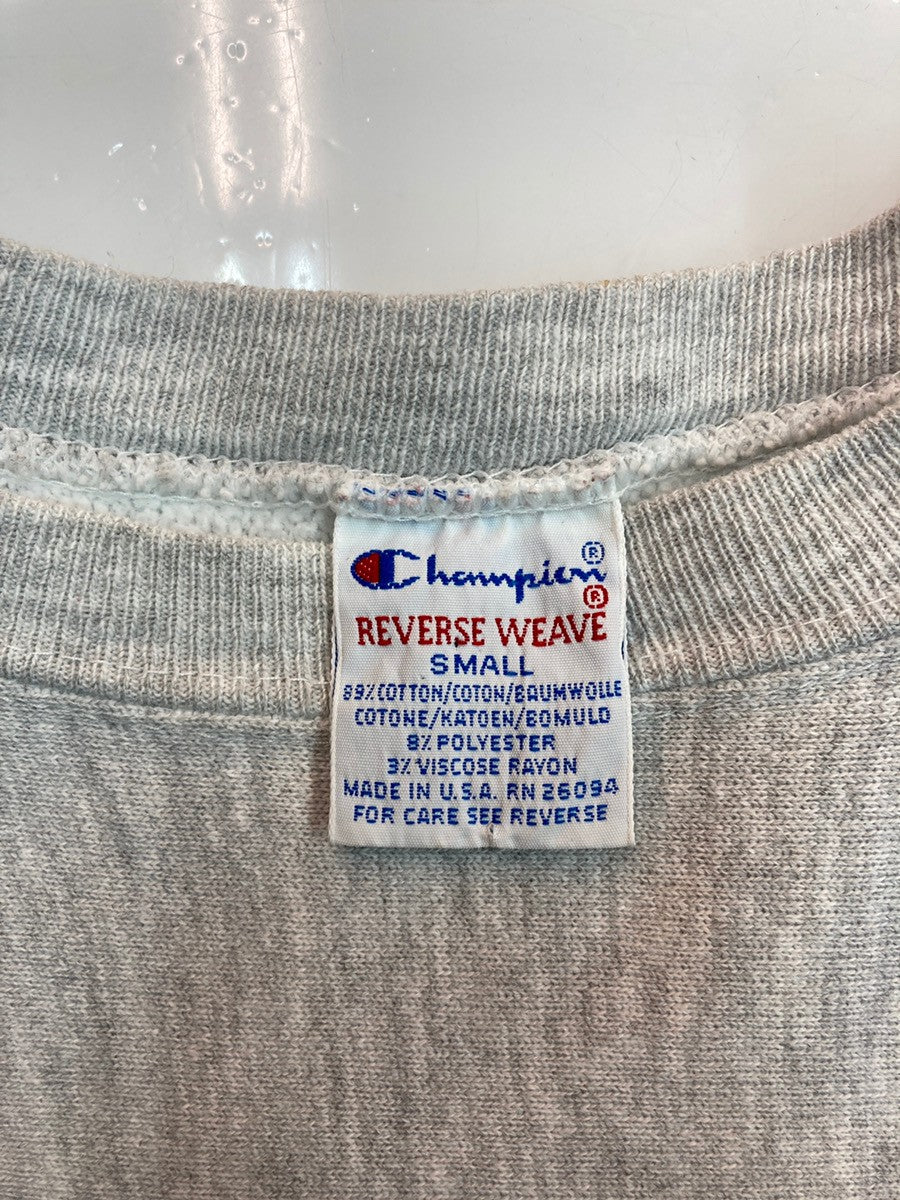 Champion®
®
REVERSE WEAVE
SMALL
89% COTTON/COTON/BAUMWOLLE
COTONE/KATOEN/BOMULD
8% POLYESTER
3% VISCOSE RAYON
MADE IN U.S.A. RN 26094
FOR CARE SEE REVERSE